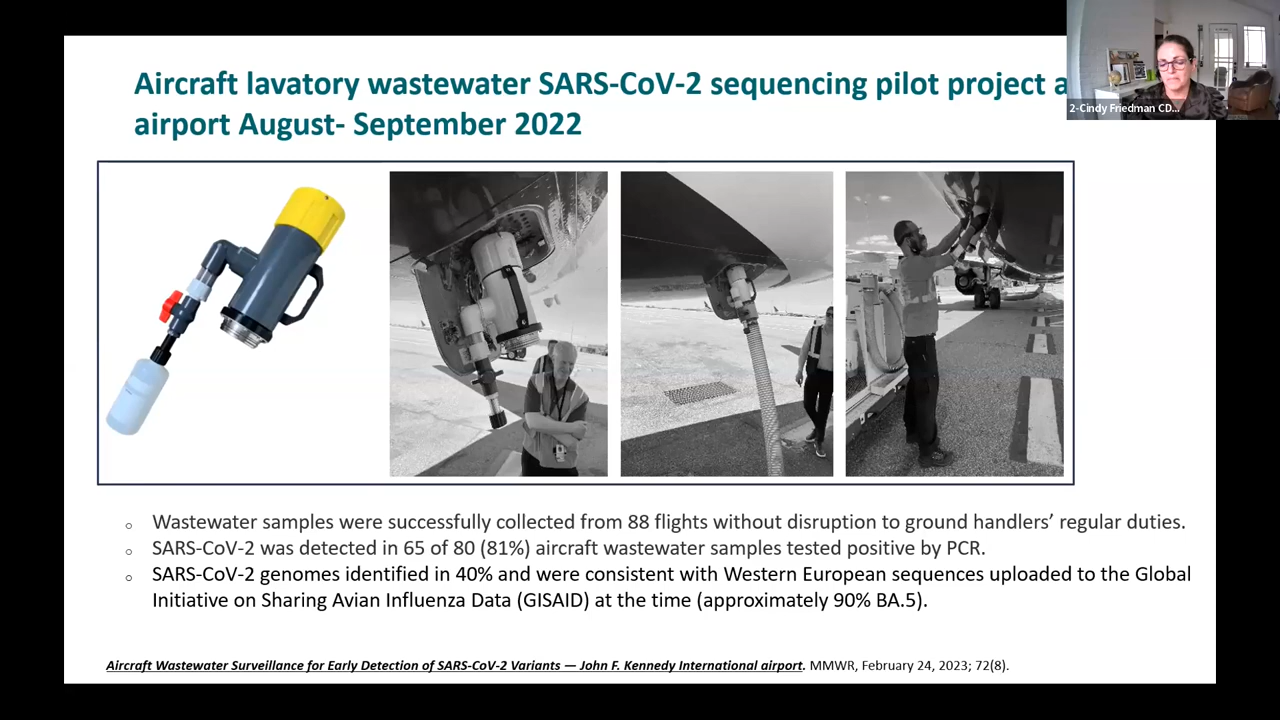 Aircraft lavatory wastewater SARS-CoV-2 sequencing pilot project a
airport August- September 2022
2-Cindy Friedman CD...
Wastewater samples were successfully collected from 88 flights without disruption to ground handlers’ regular duties.
SARS-CoV-2 was detected in 65 of 80 (81%) aircraft wastewater samples tested positive by PCR.
SARS-CoV-2 genomes identified in 40% and were consistent with Western European sequences uploaded to the Global
Initiative on Sharing Avian Influenza Data (GISAID) at the time (approximately 90% BA.5).
Aircraft Wastewater Surveillance for Early Detection of SARS-CoV-2 Variants — John F. Kennedy International airport. MMWR, February 24, 2023; 72(8).